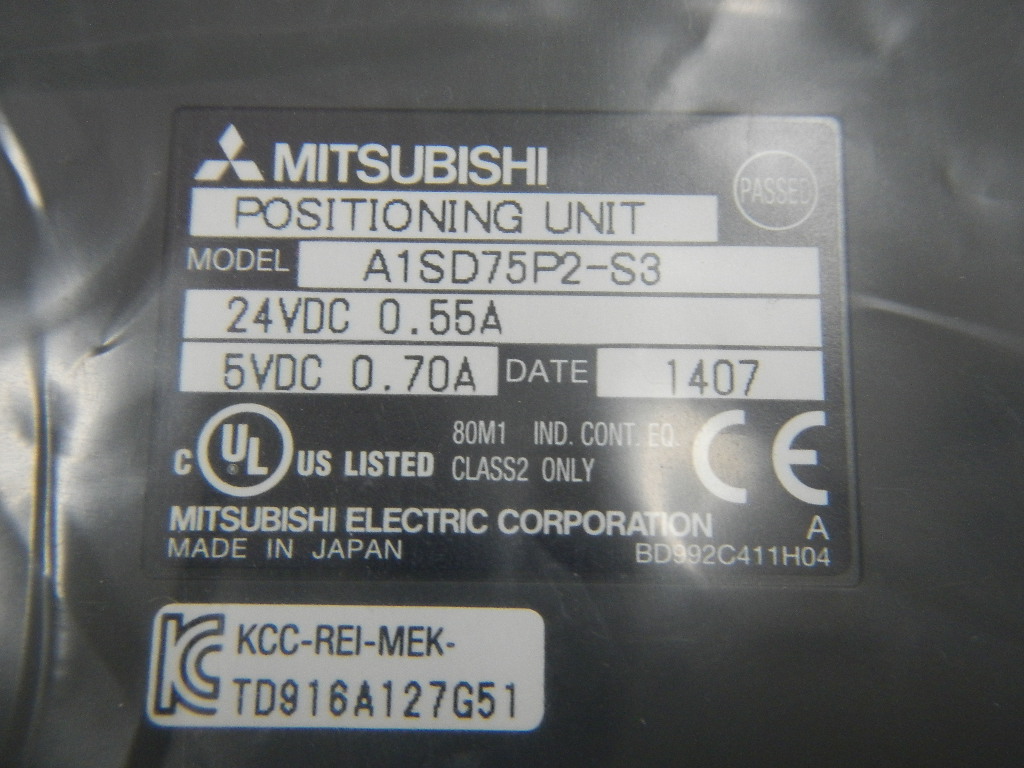 MITSUBISHI
PASSED
POSITIONING UNIT
MODEL A1SD75P2-S3
24VDC 0.55A
5VDC 0.70A DATE 1407
C UL US LISTED 80M1 IND. CONT. EQ.
CLASS2 ONLY
CE
MITSUBISHI ELECTRIC CORPORATION A
MADE IN JAPAN BD992C411H04
KC KCC-REI-MEK-
TD916A127G51